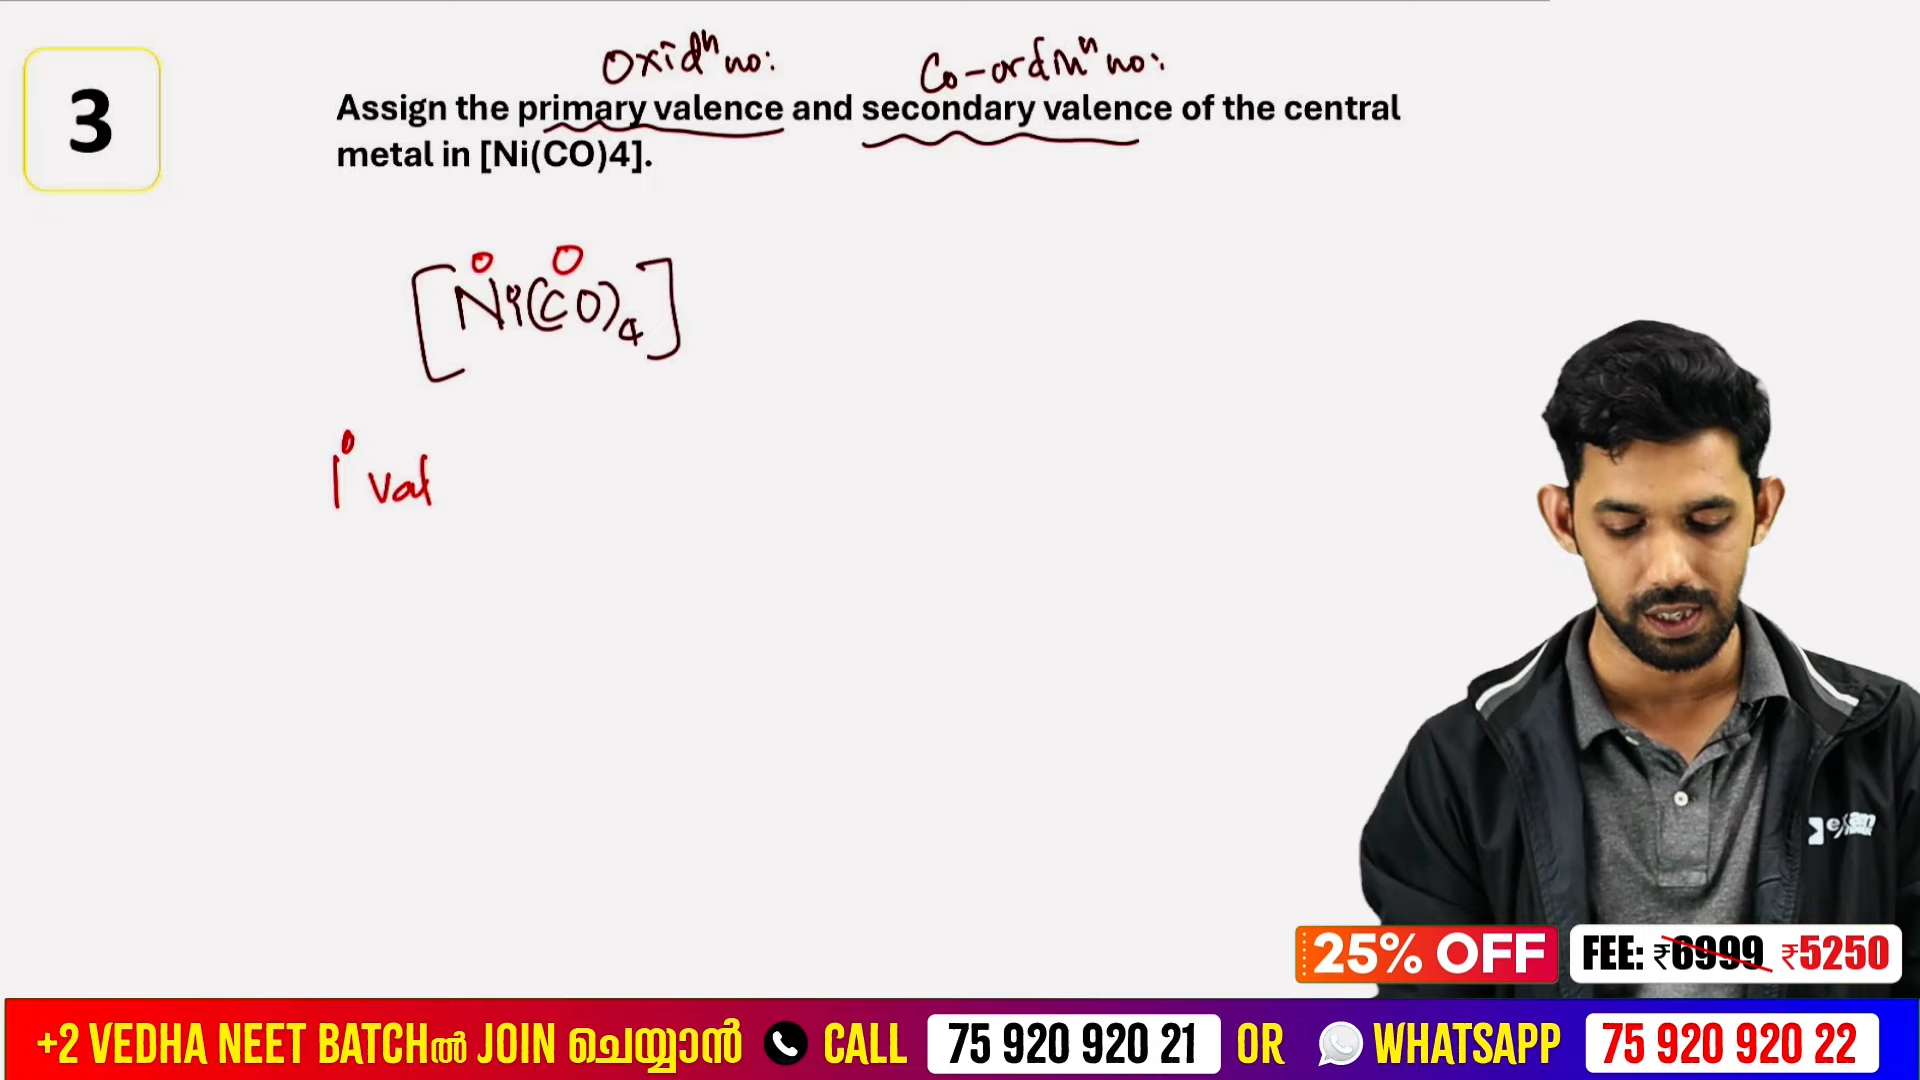 Oxidⁿ no:
Co-ordinⁿ no:
3
Assign the primary valence and secondary valence of the central
metal in [Ni(CO)4].
0 0
[Ni(CO)₄]
1° val
exam
25% OFF
FEE: ₹6999 ₹5250
+2 VEDHA NEET BATCHൽ JOIN ചെയ്യാൻ CALL 75 920 920 21 OR WHATSAPP 75 920 920 22